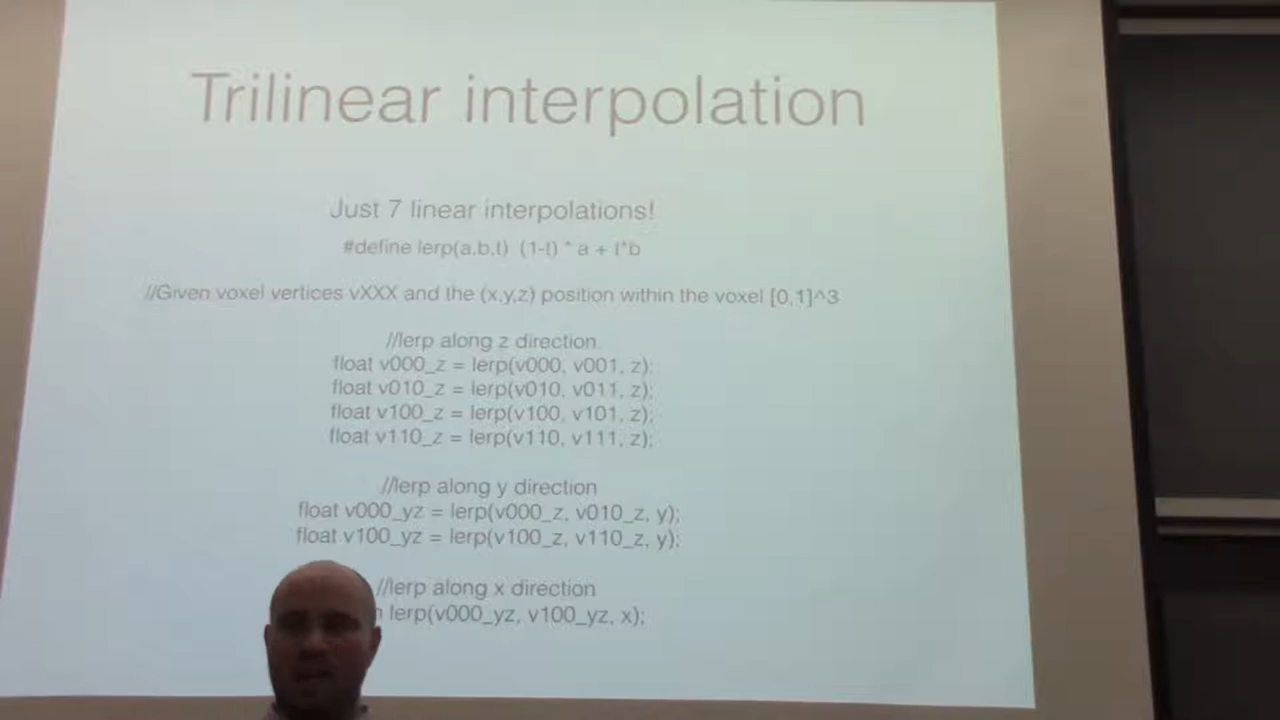 Trilinear interpolation
Just 7 linear interpolations!
#define lerp(a,b,t) (1-t) * a + t*b
//Given voxel vertices vXXX and the (x,y,z) position within the voxel [0,1]^3
//lerp along z direction
float v000_z = lerp(v000, v001, z);
float v010_z = lerp(v010, v011, z);
float v100_z = lerp(v100, v101, z);
float v110_z = lerp(v110, v111, z);
//lerp along y direction
float v000_yz = lerp(v000_z, v010_z, y);
float v100_yz = lerp(v100_z, v110_z, y);
//lerp along x direction
lerp(v000_yz, v100_yz, x);